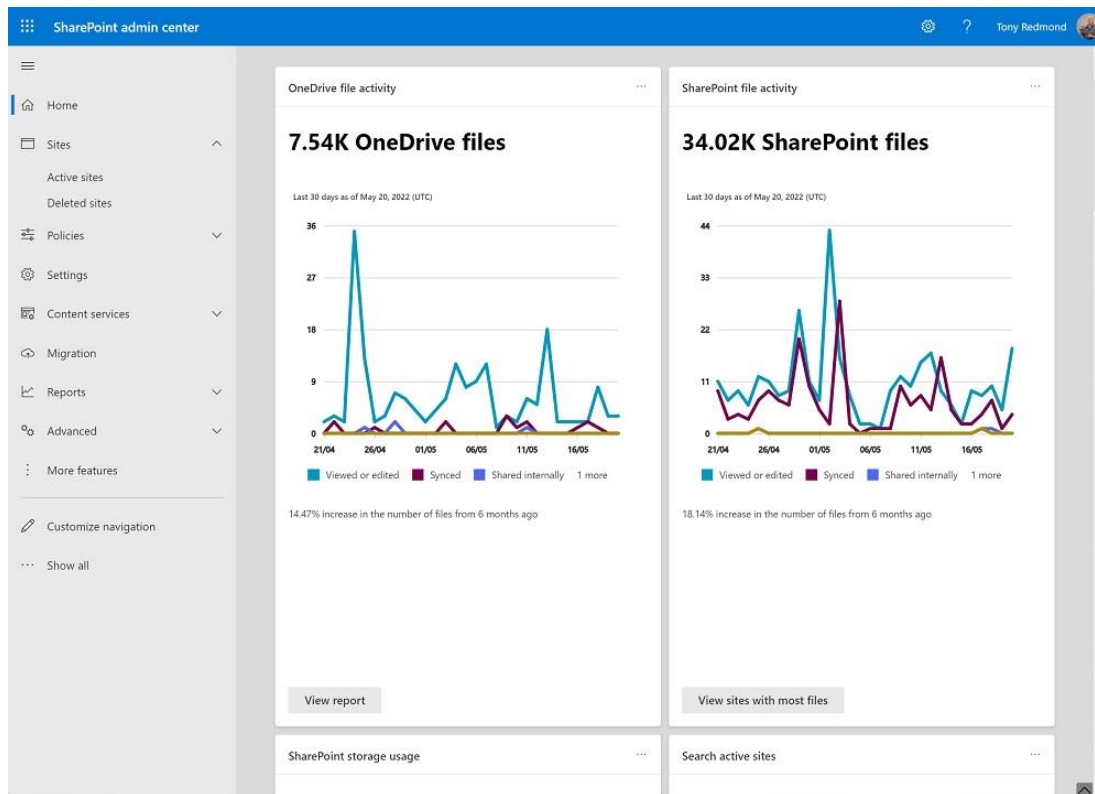 SharePoint admin center
? Tony Redmond
Home
Sites
Active sites
Deleted sites
Policies
Settings
Content services
Migration
Reports
Advanced
More features
Customize navigation
Show all
OneDrive file activity
7.54K OneDrive files
Last 30 days as of May 20, 2022 (UTC)
36
27
18
9
0
21/04 26/04 01/05 06/05 11/05 16/05
Viewed or edited Synced Shared internally 1 more
14.47% increase in the number of files from 6 months ago
View report
SharePoint file activity
34.02K SharePoint files
Last 30 days as of May 20, 2022 (UTC)
44
33
22
11
0
21/04 26/04 01/05 06/05 11/05 16/05
Viewed or edited Synced Shared internally 1 more
18.14% increase in the number of files from 6 months ago
View sites with most files
SharePoint storage usage
Search active sites